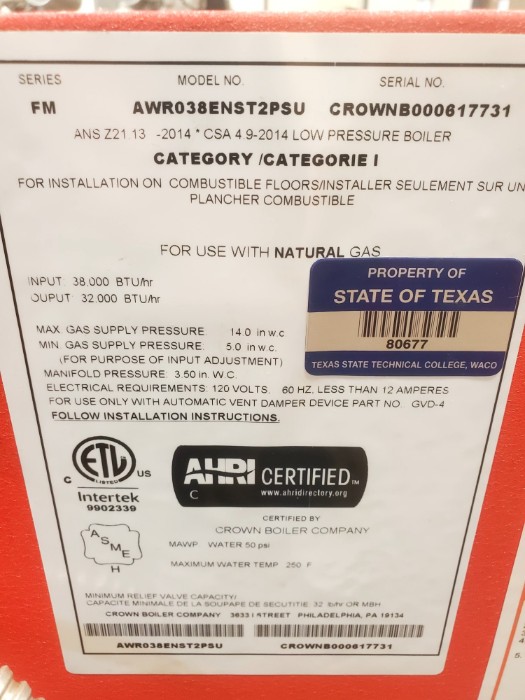 SERIES MODEL NO. SERIAL NO.
FM AWR038ENST2PSU CROWNB000617731
ANS Z21 13 -2014 * CSA 4 9-2014 LOW PRESSURE BOILER
CATEGORY /CATEGORIE I
FOR INSTALLATION ON COMBUSTIBLE FLOORS/INSTALLER SEULEMENT SUR UN
PLANCHER COMBUSTIBLE
FOR USE WITH NATURAL GAS
INPUT: 38.000 BTU/hr
OUPUT: 32.000 BTU/hr
PROPERTY OF
STATE OF TEXAS
80677
TEXAS STATE TECHNICAL COLLEGE, WACO
MAX GAS SUPPLY PRESSURE 14.0 in w.c
MIN GAS SUPPLY PRESSURE: 5.0 in w.c.
(FOR PURPOSE OF INPUT ADJUSTMENT)
MANIFOLD PRESSURE 3.50 in. W.C.
ELECTRICAL REQUIREMENTS: 120 VOLTS. 60 HZ. LESS THAN 12 AMPERES
FOR USE ONLY WITH AUTOMATIC VENT DAMPER DEVICE PART NO. GVD-4
FOLLOW INSTALLATION INSTRUCTIONS.
C ETL US
LISTED
Intertek
9902339
AHRI CERTIFIED TM
C www.ahridirectory.org
CERTIFIED BY
CROWN BOILER COMPANY
ASME
H
MAWP WATER 50 psi
MAXIMUM WATER TEMP 250 F
MINIMUM RELIEF VALVE CAPACITY/
CAPACITE MINIMALE DE LA SOUPAPE DE SECUTITIE: 32 lb/hr OR MBH
CROWN BOILER COMPANY 3633 I STREET PHILADELPHIA, PA 19134
AWR038ENST2PSU CROWNB000617731